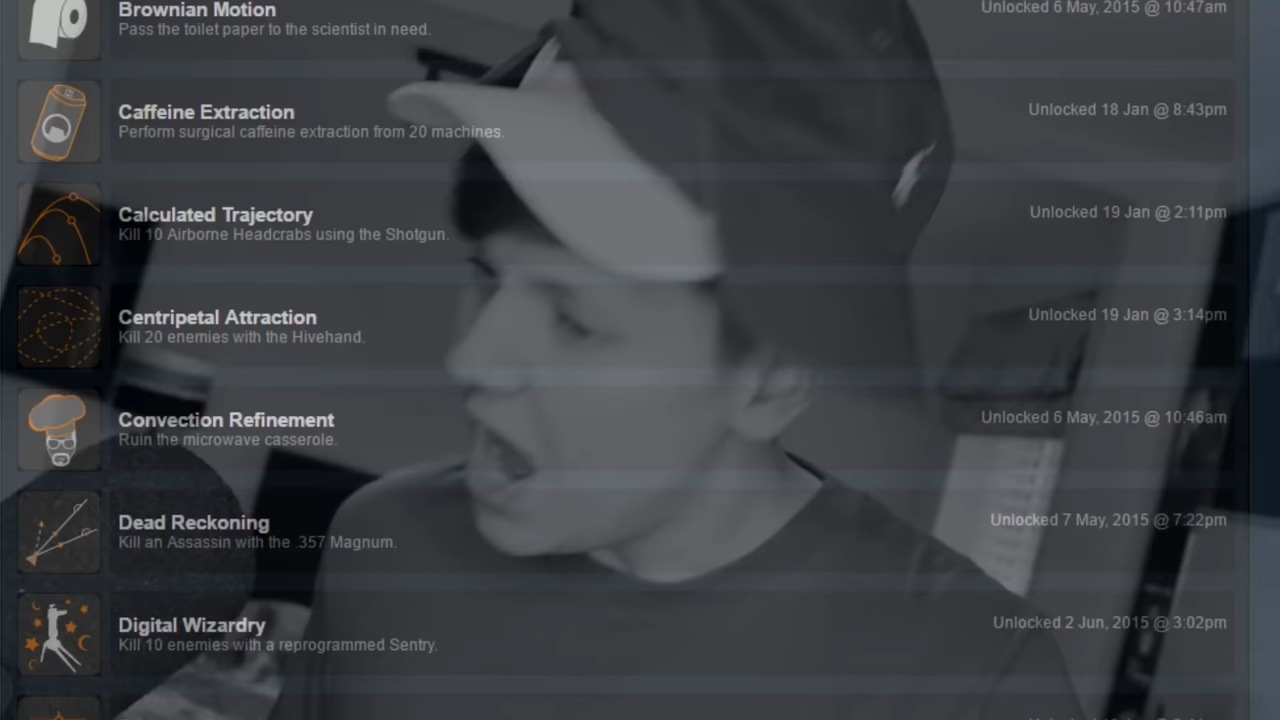 Brownian Motion
Unlocked 6 May, 2015 @ 10:47am
Pass the toilet paper to the scientist in need.
Caffeine Extraction
Unlocked 18 Jan @ 8:43pm
Perform surgical caffeine extraction from 20 machines.
Calculated Trajectory
Unlocked 19 Jan @ 2:11pm
Kill 10 Airborne Headcrabs using the Shotgun.
Centripetal Attraction
Unlocked 19 Jan @ 3:14pm
Kill 20 enemies with the Hivehand.
Convection Refinement
Unlocked 6 May, 2015 @ 10:46am
Ruin the microwave casserole.
Dead Reckoning
Unlocked 7 May, 2015 @ 7:22pm
Kill an Assassin with the .357 Magnum.
Digital Wizardry
Unlocked 2 Jun, 2015 @ 3:02pm
Kill 10 enemies with a reprogrammed Sentry.